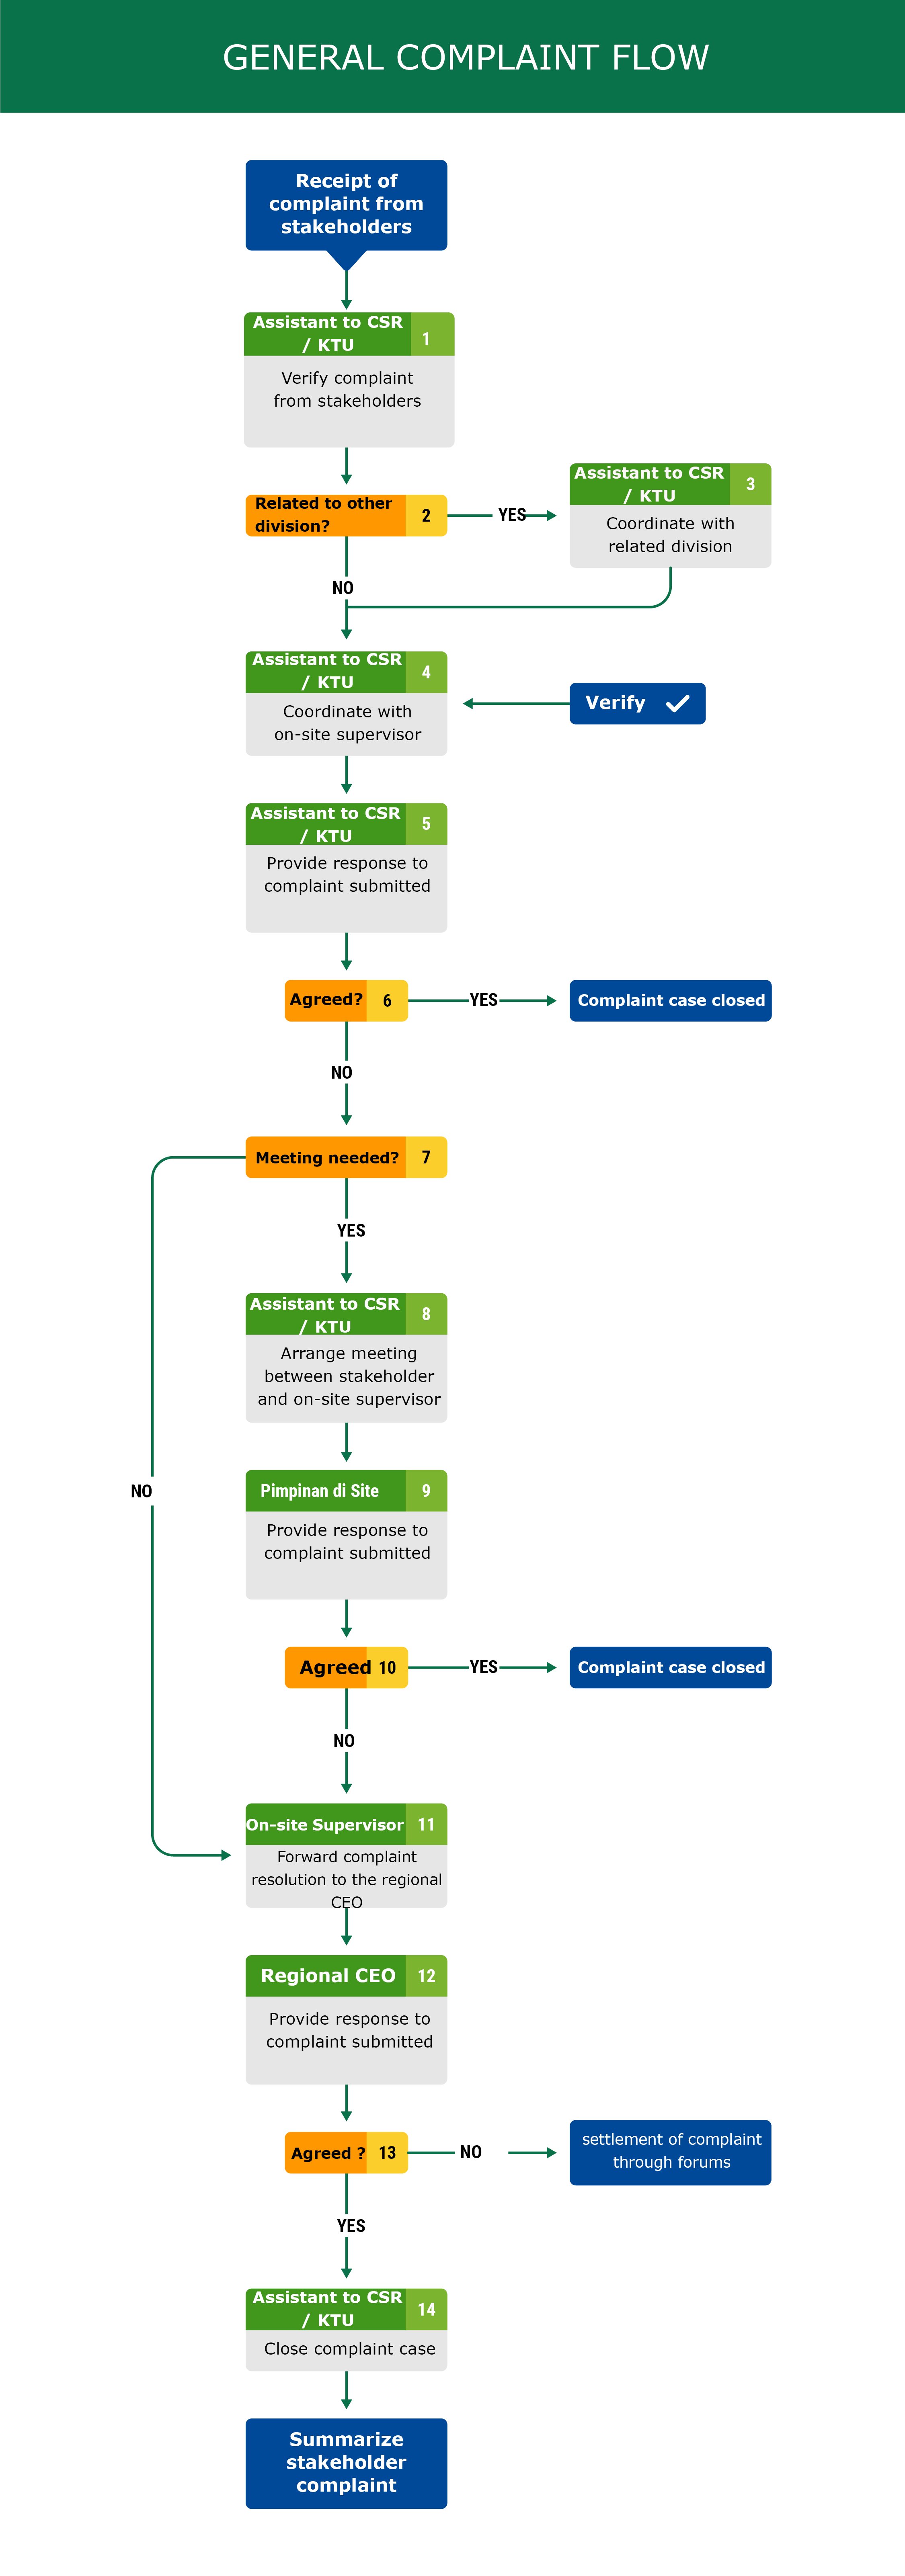 GENERAL COMPLAINT FLOW
Receipt of
complaint from
stakeholders
Assistant to CSR
/ KTU
1
Verify complaint
from stakeholders
Related to other
division?
2
YES
Assistant to CSR
/ KTU
3
Coordinate with
related division
NO
Assistant to CSR
/ KTU
4
Coordinate with
on-site supervisor
Verify
Assistant to CSR
/ KTU
5
Provide response to
complaint submitted
Agreed?
6
YES
Complaint case closed
NO
Meeting needed?
7
YES
Assistant to CSR
/ KTU
8
Arrange meeting
between stakeholder
and on-site supervisor
NO
Pimpinan di Site
9
Provide response to
complaint submitted
Agreed
10
YES
Complaint case closed
NO
On-site Supervisor
11
Forward complaint
resolution to the regional
CEO
Regional CEO
12
Provide response to
complaint submitted
Agreed ?
13
NO
settlement of complaint
through forums
YES
Assistant to CSR
/ KTU
14
Close complaint case
Summarize
stakeholder
complaint